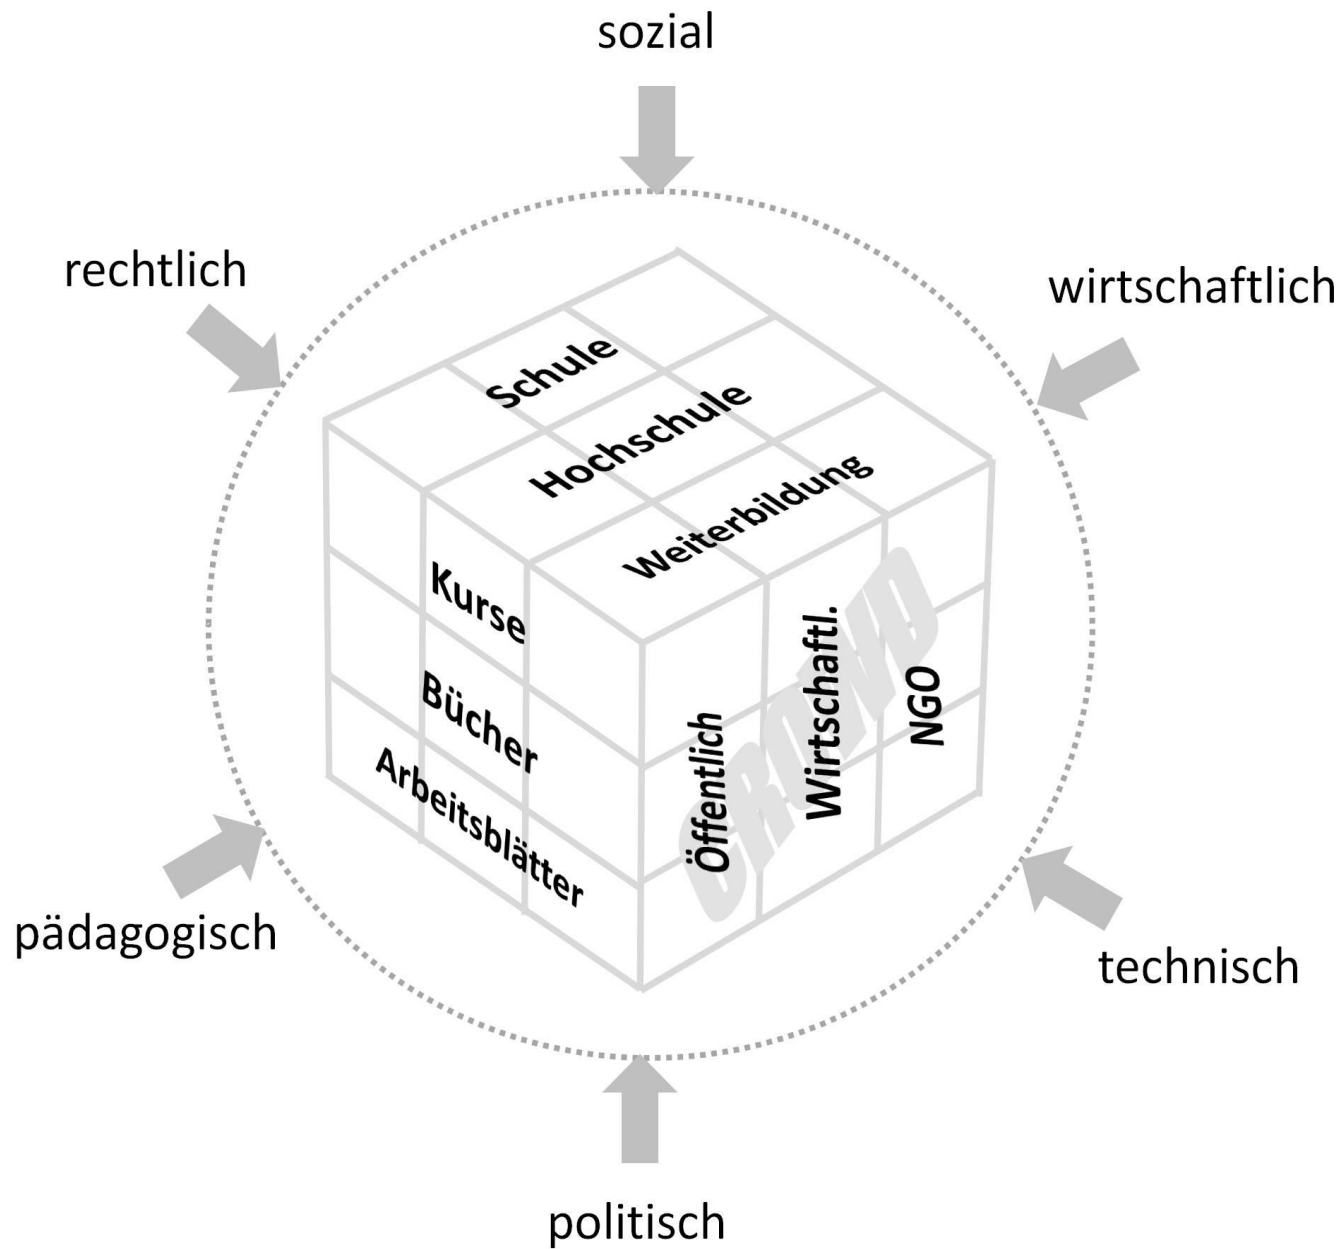 sozial
rechtlich
wirtschaftlich
Schule
Hochschule
Weiterbildung
Kurse
Bücher
Arbeitsblätter
Öffentlich
Wirtschaftl.
NGO
CROWD
pädagogisch
technisch
politisch